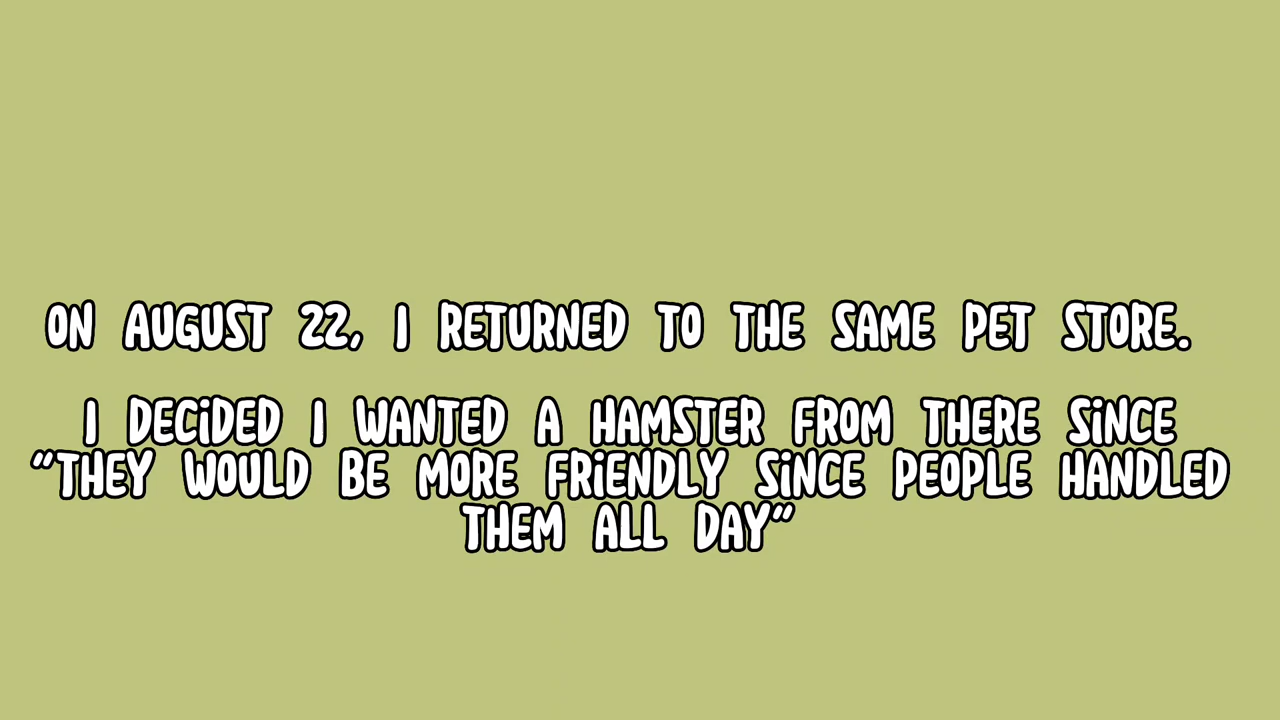 ON AUGUST 22, I RETURNED TO THE SAME PET STORE.
I DECiDED I WANTED A HAMSTER FROM THERE SiNCE
“THEY WOULD BE MORE FRiENDLY SiNCE PEOPLE HANDLED
THEM ALL DAY”